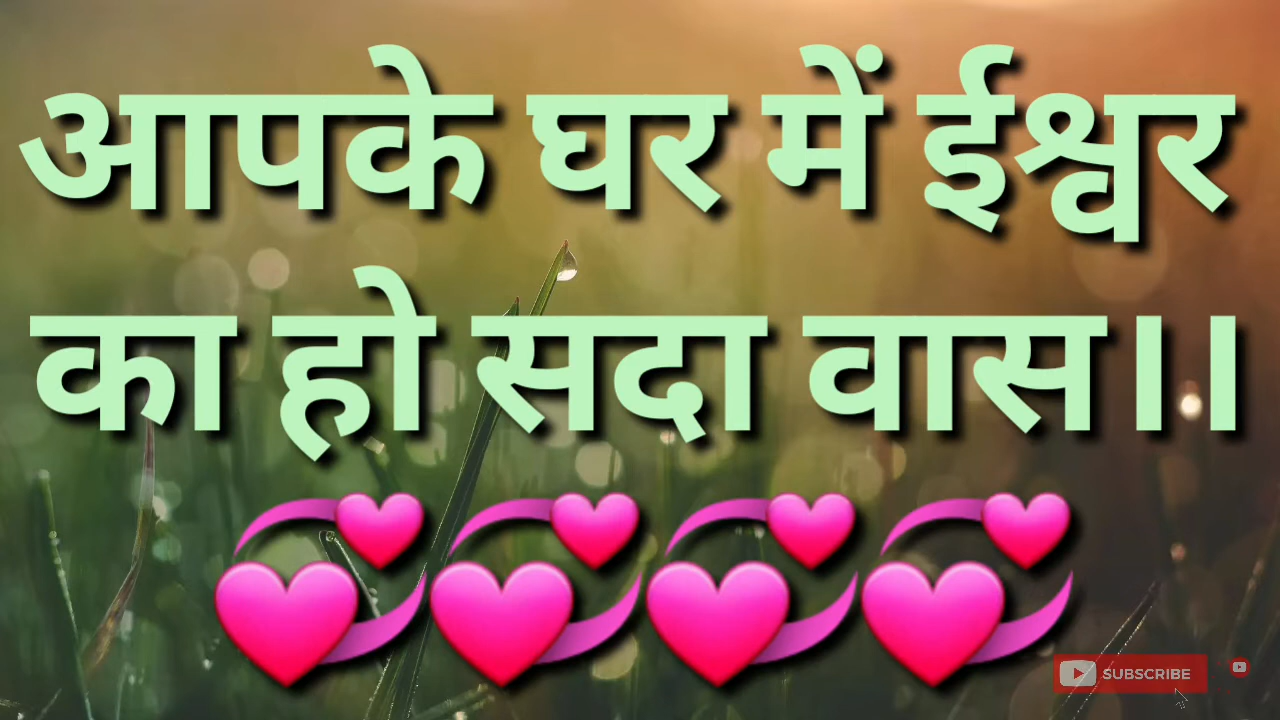 आपके घर में ईश्वर
का हो सदा वास।।
💞💞💞💞
SUBSCRIBE